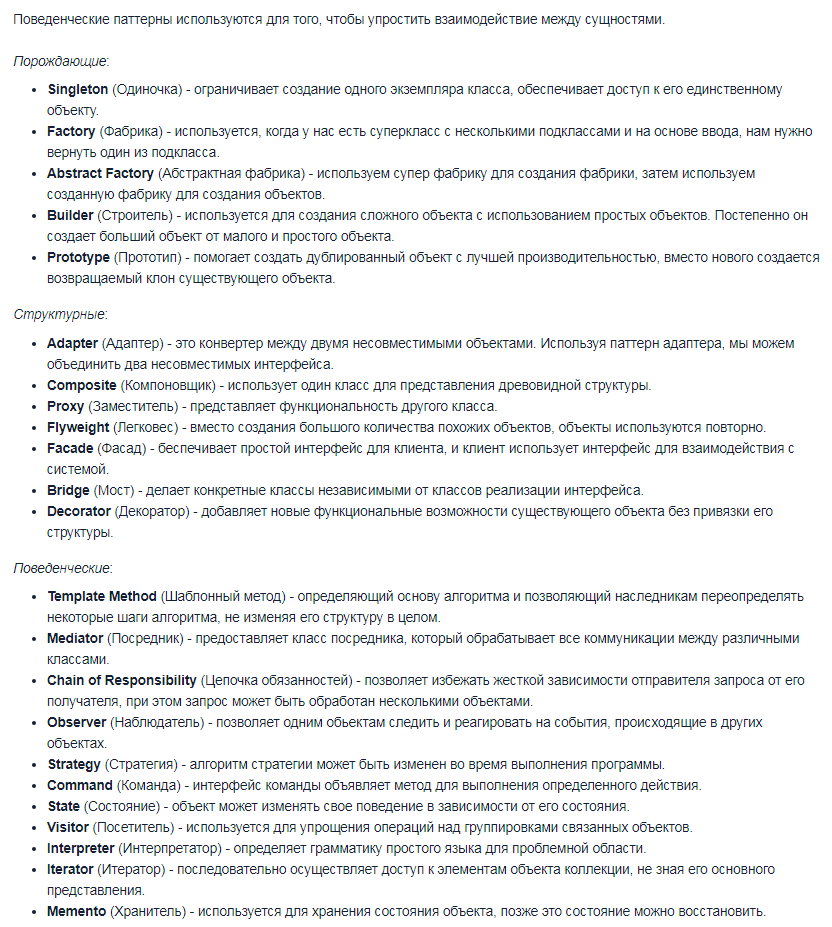 Поведенческие паттерны используются для того, чтобы упростить взаимодействие между сущностями.
Порождающие:
• Singleton (Одиночка) - ограничивает создание одного экземпляра класса, обеспечивает доступ к его единственному
объекту.
• Factory (Фабрика) - используется, когда у нас есть суперкласс с несколькими подклассами и на основе ввода, нам нужно
вернуть один из подкласса.
• Abstract Factory (Абстрактная фабрика) - используем супер фабрику для создания фабрики, затем используем
созданную фабрику для создания объектов.
• Builder (Строитель) - используется для создания сложного объекта с использованием простых объектов. Постепенно он
создает больший объект от малого и простого объекта.
• Prototype (Прототип) - помогает создать дублированный объект с лучшей производительностью, вместо нового создается
возвращаемый клон существующего объекта.
Структурные:
• Adapter (Адаптер) - это конвертер между двумя несовместимыми объектами. Используя паттерн адаптера, мы можем
объединить два несовместимых интерфейса.
• Composite (Компоновщик) - использует один класс для представления древовидной структуры.
• Proxy (Заместитель) - представляет функциональность другого класса.
• Flyweight (Легковес) - вместо создания большого количества похожих объектов, объекты используются повторно.
• Facade (Фасад) - беспечивает простой интерфейс для клиента, и клиент использует интерфейс для взаимодействия с
системой.
• Bridge (Мост) - делает конкретные классы независимыми от классов реализации интерфейса.
• Decorator (Декоратор) - добавляет новые функциональные возможности существующего объекта без привязки его
структуры.
Поведенческие:
• Template Method (Шаблонный метод) - определяющий основу алгоритма и позволяющий наследникам переопределять
некоторые шаги алгоритма, не изменяя его структуру в целом.
• Mediator (Посредник) - предоставляет класс посредника, который обрабатывает все коммуникации между различными
классами.
• Chain of Responsibility (Цепочка обязанностей) - позволяет избежать жесткой зависимости отправителя запроса от его
получателя, при этом запрос может быть обработан несколькими объектами.
• Observer (Наблюдатель) - позволяет одним обьектам следить и реагировать на события, происходящие в других
объектах.
• Strategy (Стратегия) - алгоритм стратегии может быть изменен во время выполнения программы.
• Command (Команда) - интерфейс команды объявляет метод для выполнения определенного действия.
• State (Состояние) - объект может изменять свое поведение в зависимости от его состояния.
• Visitor (Посетитель) - используется для упрощения операций над группировками связанных объектов.
• Interpreter (Интерпретатор) - определяет грамматику простого языка для проблемной области.
• Iterator (Итератор) - последовательно осуществляет доступ к элементам объекта коллекции, не зная его основного
представления.
• Memento (Хранитель) - используется для хранения состояния объекта, позже это состояние можно восстановить.